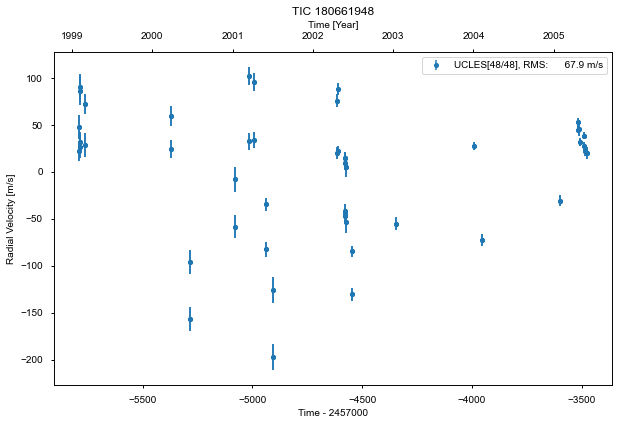 TIC 180661948
Time [Year]
1999 2000 2001 2002 2003 2004 2005
UCLES[48/48], RMS: 67.9 m/s
Radial Velocity [m/s]
100
50
0
−50
−100
−150
−200
−5500 −5000 −4500 −4000 −3500
Time - 2457000